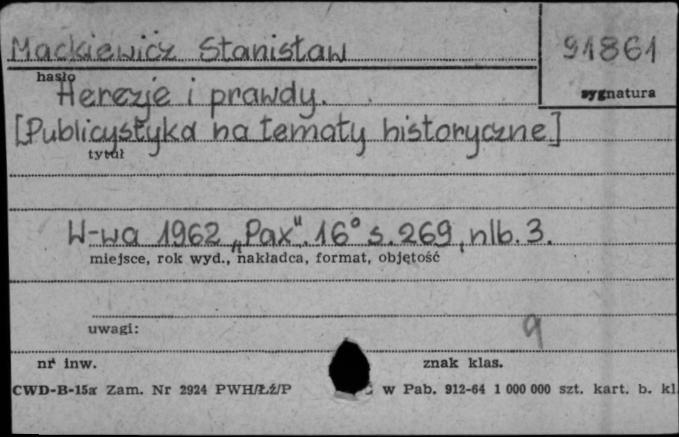 Mackiewicz Stanisław 91861
hasło
sygnatura
Herezje i prawdy.
[Publicystyka na tematy historyczne]
tytuł
W-wa 1962 „Pax". 16° s. 269, nlb. 3.
miejsce, rok wyd., nakładca, format, objętość
uwagi:
9
nr inw. znak klas.
CWD-B-15a Zam. Nr 2924 PWH/Łź/P w Pab. 912-64 1 000 000 szt. kart. b. kl.